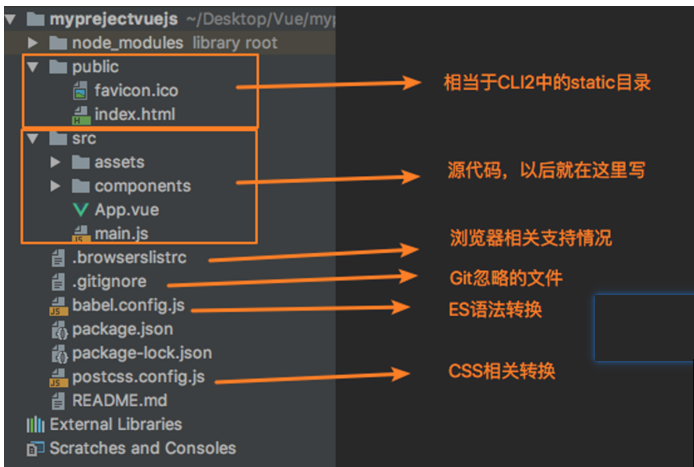 myprejectvuejs ~/Desktop/Vue/myp
node_modules library root
public
favicon.ico
相当于CLI2中的static目录
index.html
src
assets
源代码，以后就在这里写
components
App.vue
main.js
浏览器相关支持情况
.browserslistrc
.gitignore
Git忽略的文件
babel.config.js
ES语法转换
package.json
package-lock.json
postcss.config.js
CSS相关转换
README.md
External Libraries
Scratches and Consoles